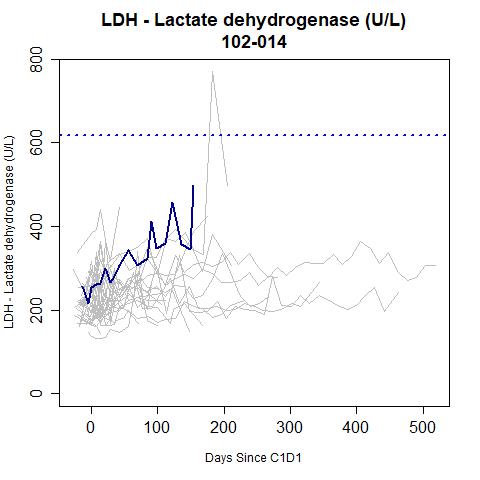 LDH - Lactate dehydrogenase (U/L)
102-014
LDH - Lactate dehydrogenase (U/L)
800
600
400
200
0
0 100 200 300 400 500
Days Since C1D1